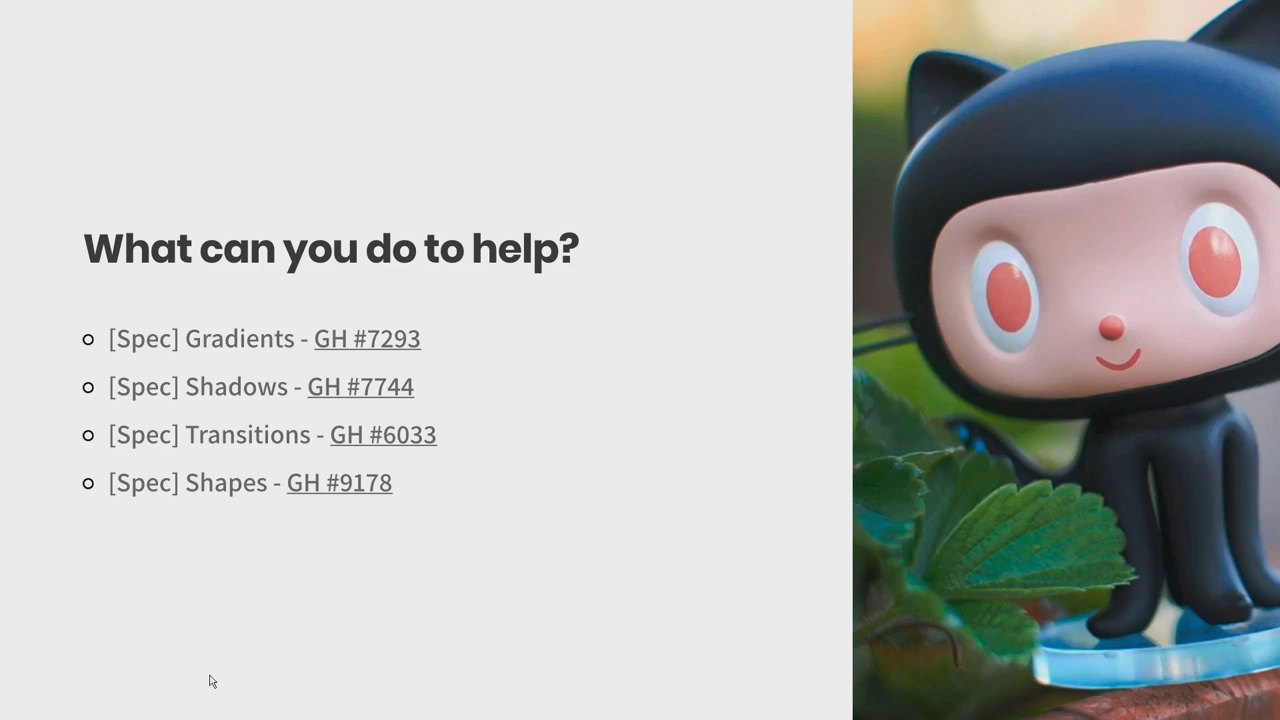 What can you do to help?
[Spec] Gradients - GH #7293
[Spec] Shadows - GH #7744
[Spec] Transitions - GH #6033
[Spec] Shapes - GH #9178